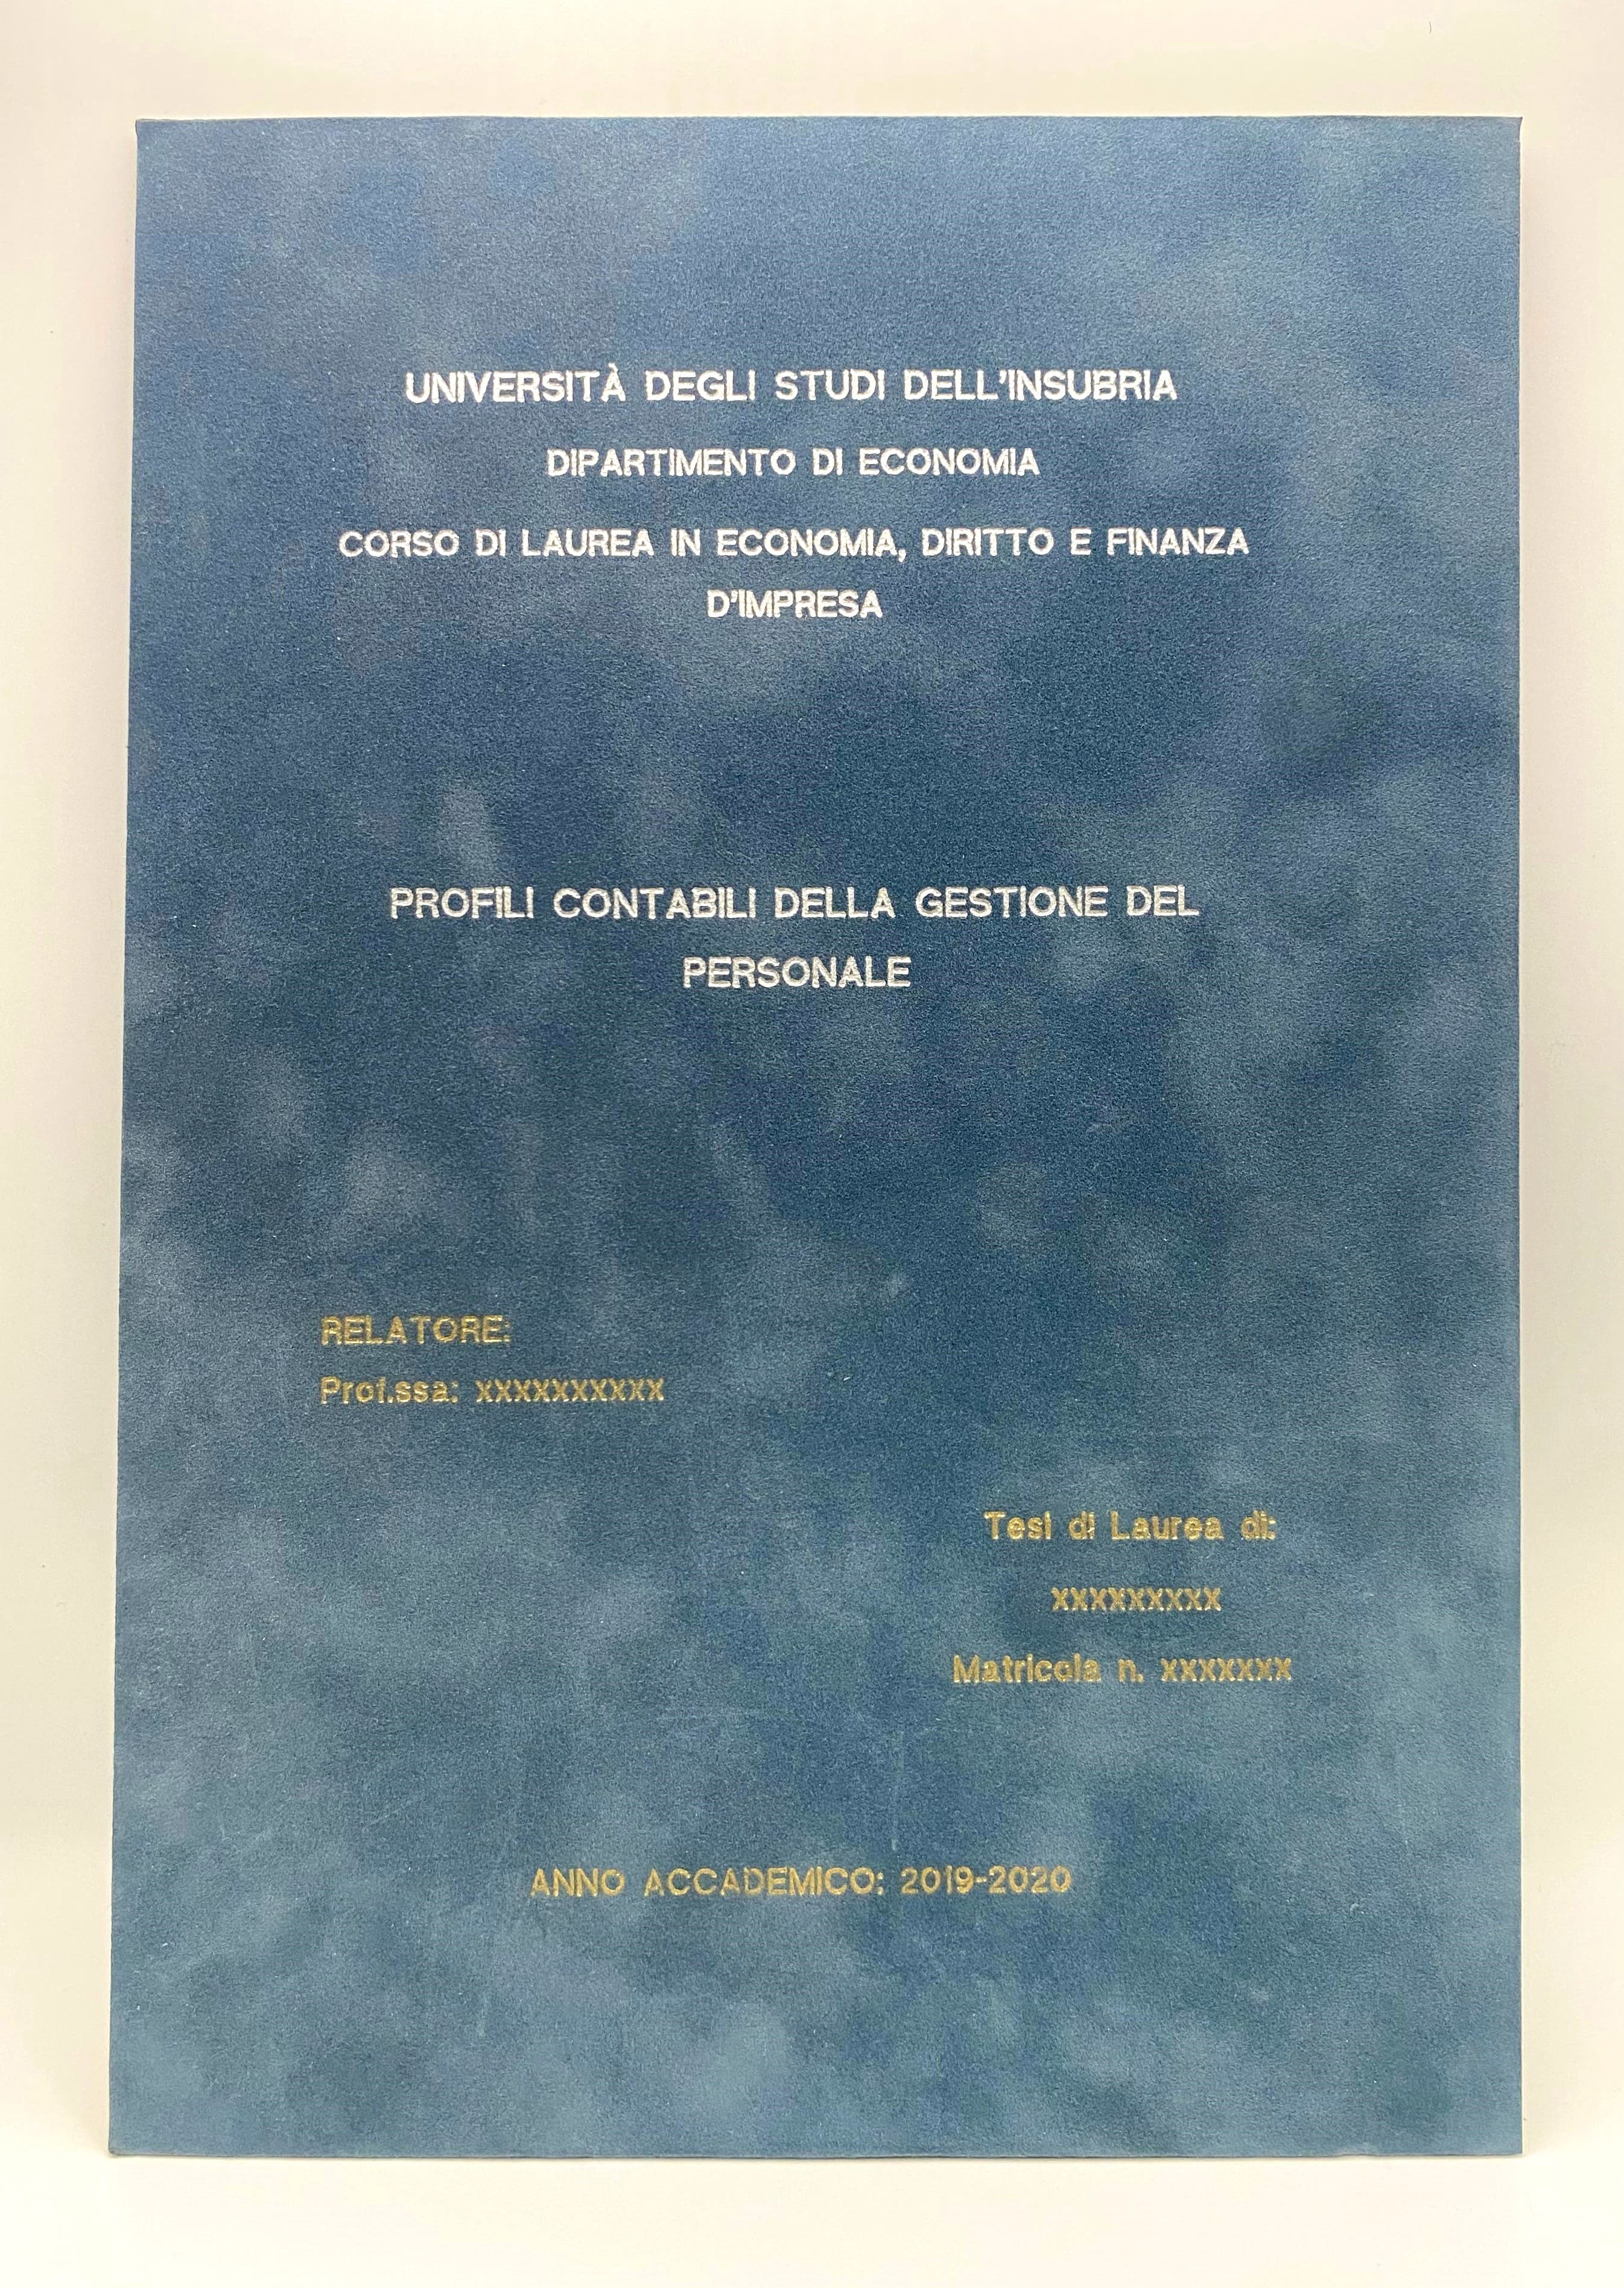 UNIVERSITÀ DEGLI STUDI DELL'INSUBRIA
DIPARTIMENTO DI ECONOMIA
CORSO DI LAUREA IN ECONOMIA, DIRITTO E FINANZA
D'IMPRESA
PROFILI CONTABILI DELLA GESTIONE DEL
PERSONALE
RELATORE:
Prof.ssa: xxxxxxxxxx
Tesi di Laurea di:
xxxxxxxxx
Matricola n. xxxxxxx
ANNO ACCADEMICO: 2019-2020